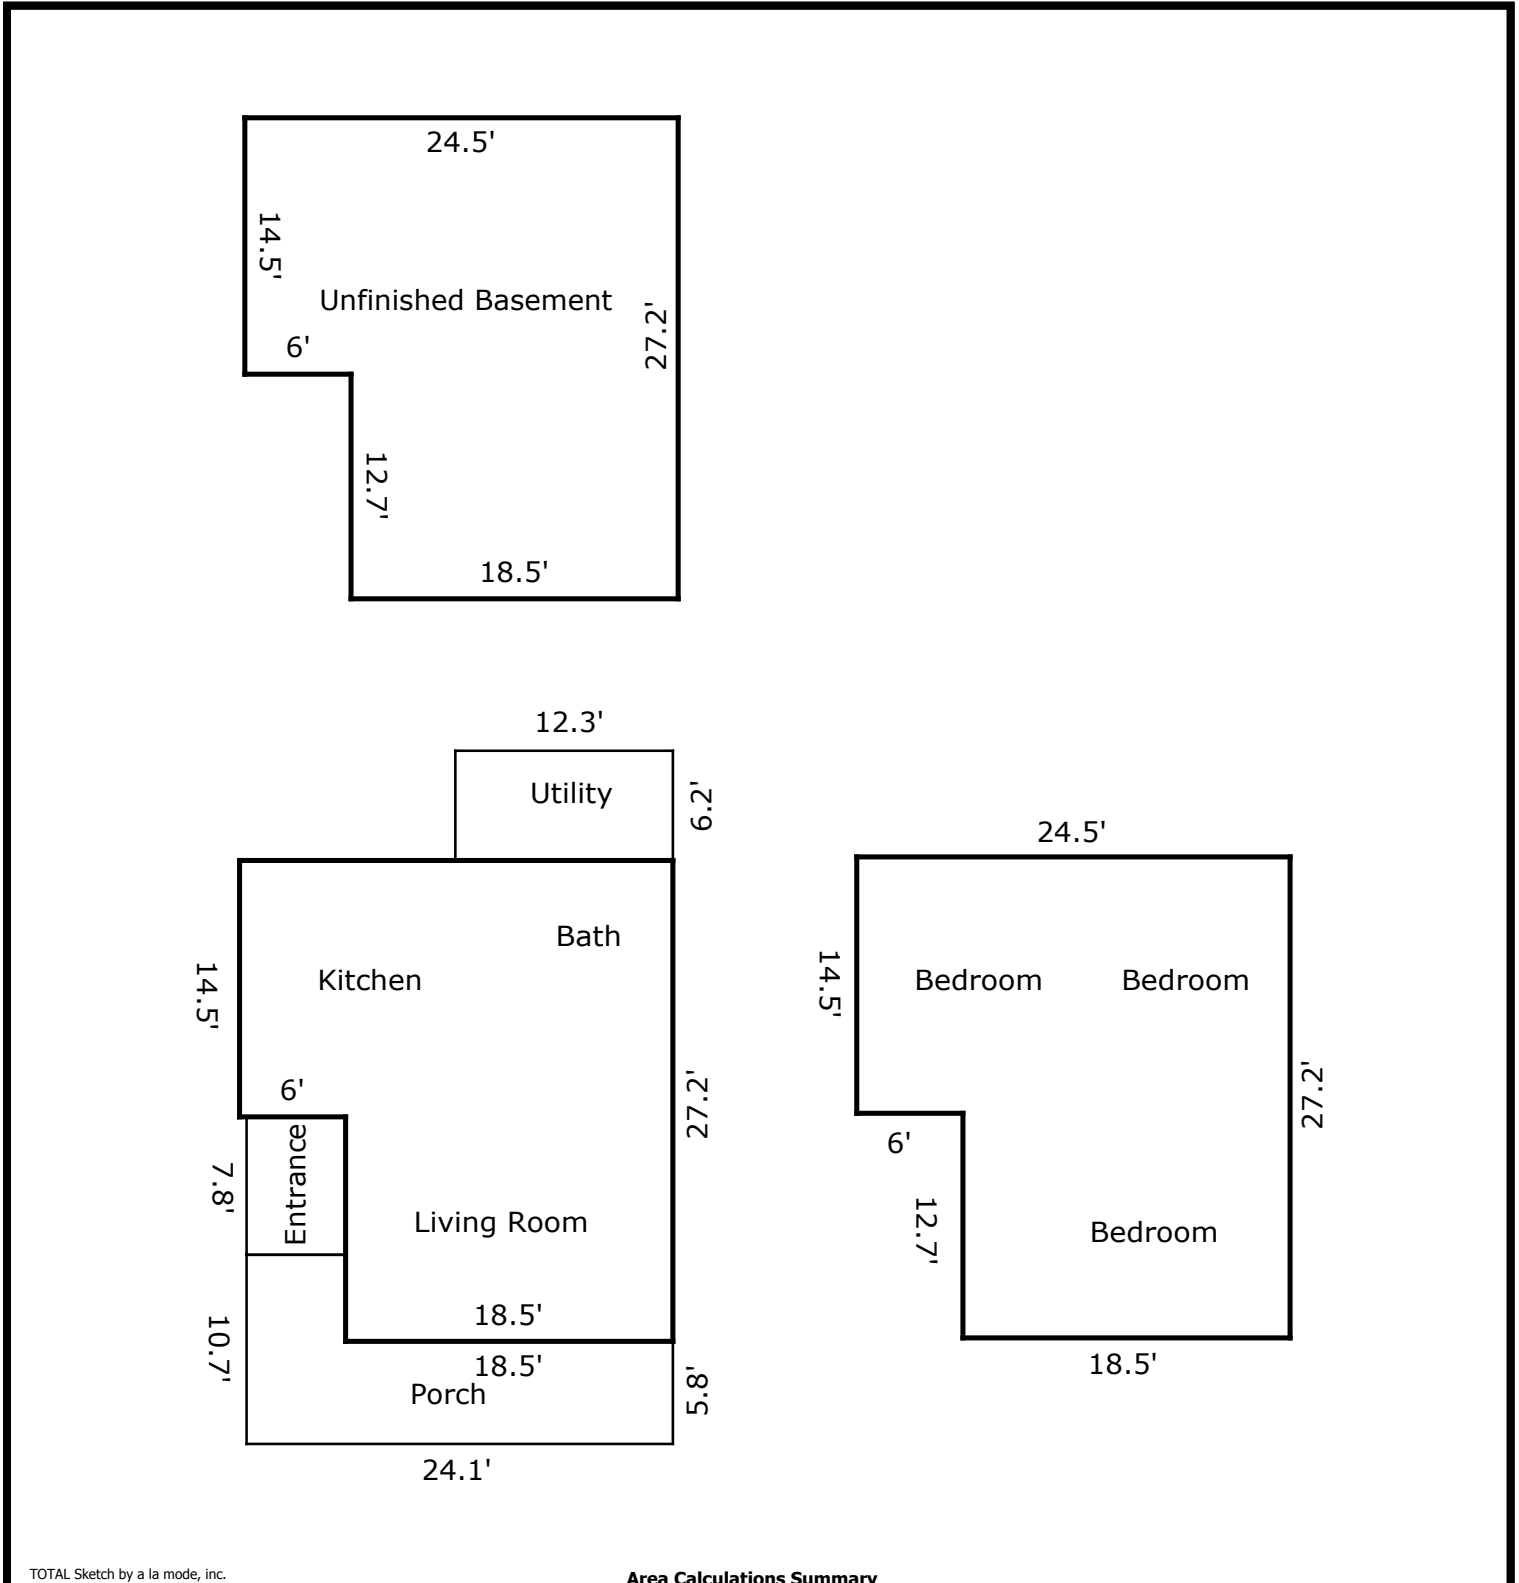 24.5'
14.5'
Unfinished Basement
27.2'
6'
12.7'
18.5'
12.3'
Utility
6.2'
Bath
Kitchen
14.5'
6'
27.2'
Entrance
7.8'
Living Room
18.5'
18.5'
10.7'
Porch
5.8'
24.1'
24.5'
14.5'
Bedroom
Bedroom
27.2'
6'
12.7'
Bedroom
18.5'
TOTAL Sketch by a la mode, inc.
Area Calculations Summary